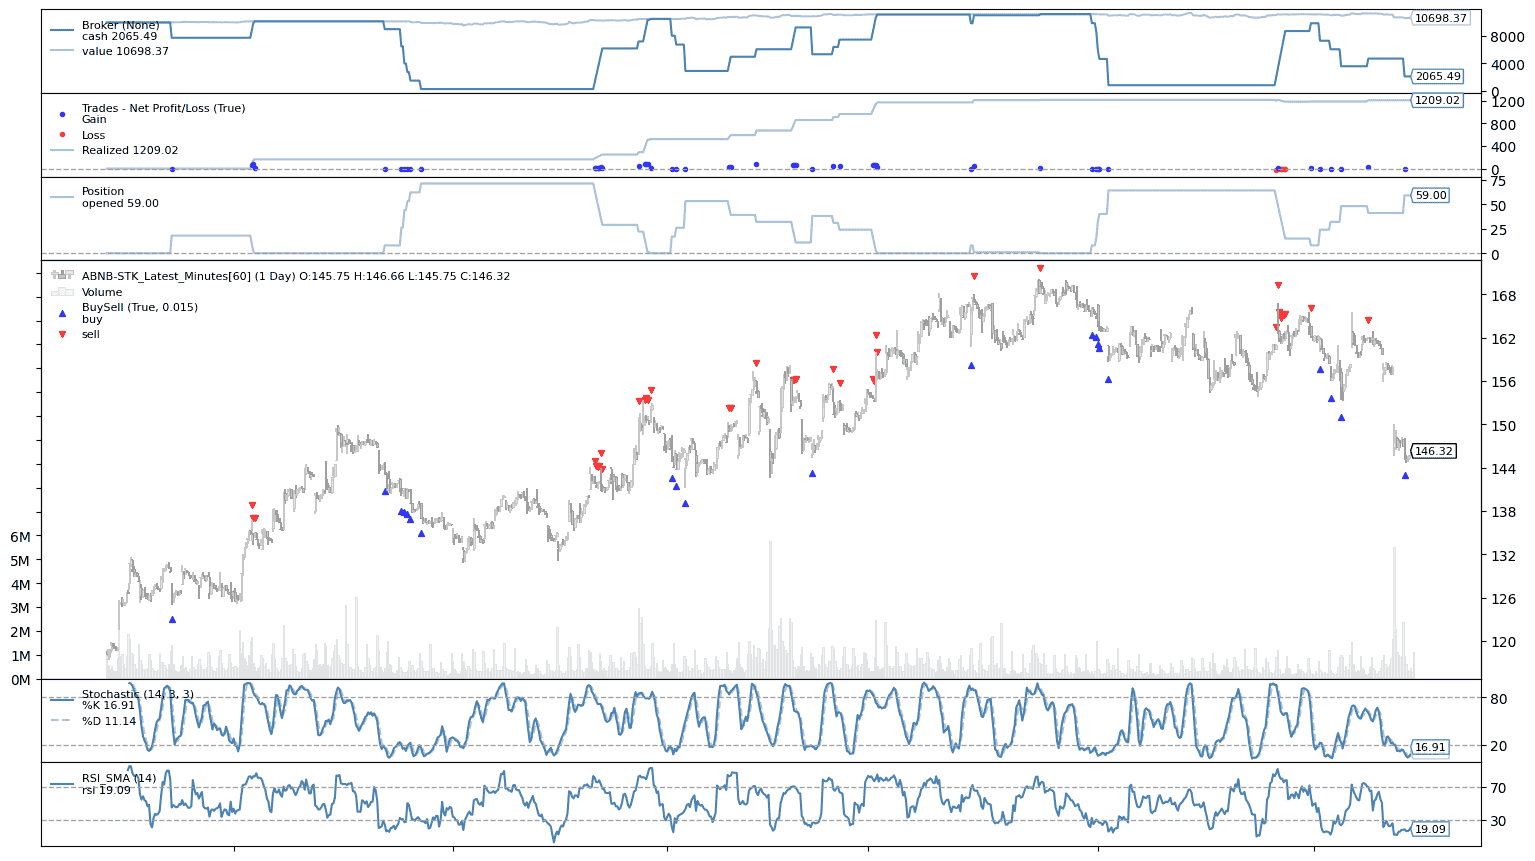 Broker (None)
cash 2065.49
value 10698.37
10698.37
8000
4000
2065.49
0
Trades - Net Profit/Loss (True)
Gain
Loss
Realized 1209.02
1209.02
1200
800
400
0
Position
opened 59.00
75
59.00
50
25
0
ABNB-STK_Latest_Minutes[60] (1 Day) O:145.75 H:146.66 L:145.75 C:146.32
Volume
BuySell (True, 0.015)
buy
sell
168
162
156
150
146.32
144
138
132
126
120
6M
5M
4M
3M
2M
1M
0M
Stochastic (14, 3, 3)
%K 16.91
%D 11.14
80
20
16.91
RSI_SMA (14)
rsi 19.09
70
30
19.09